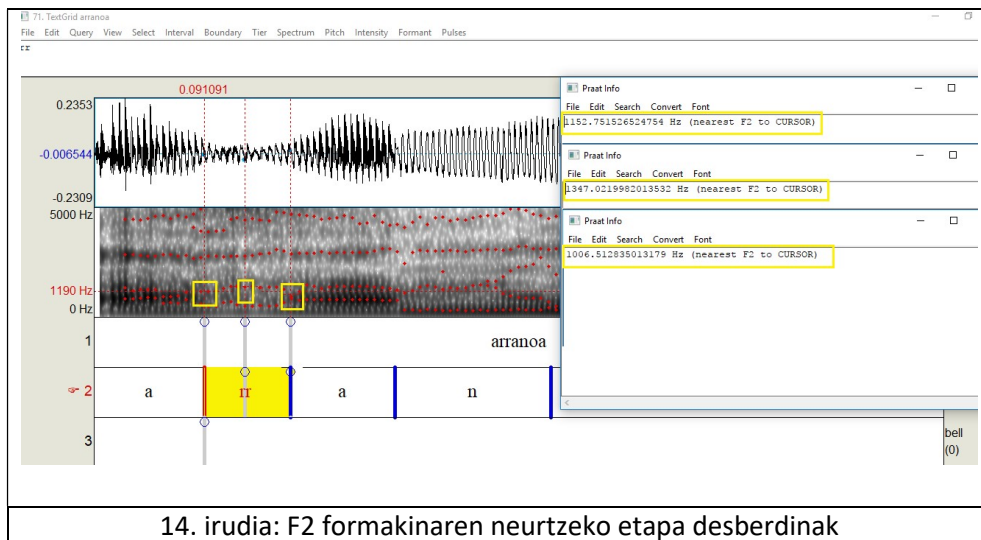 71. TextGrid arranoa
File Edit Query View Select Interval Boundary Tier Spectrum Pitch Intensity Formant Pulses
rr
0.091091
0.2353
-0.006544
-0.2309
5000 Hz
1190 Hz
0 Hz
1 arranoa
2 a rr a n
3
bell
(0)
Praat Info
File Edit Search Convert Font
1152.751526524754 Hz (nearest F2 to CURSOR)
Praat Info
File Edit Search Convert Font
1347.0219982013532 Hz (nearest F2 to CURSOR)
Praat Info
File Edit Search Convert Font
1006.512835013179 Hz (nearest F2 to CURSOR)
14. irudia: F2 formakinaren neurtzeko etapa desberdinak